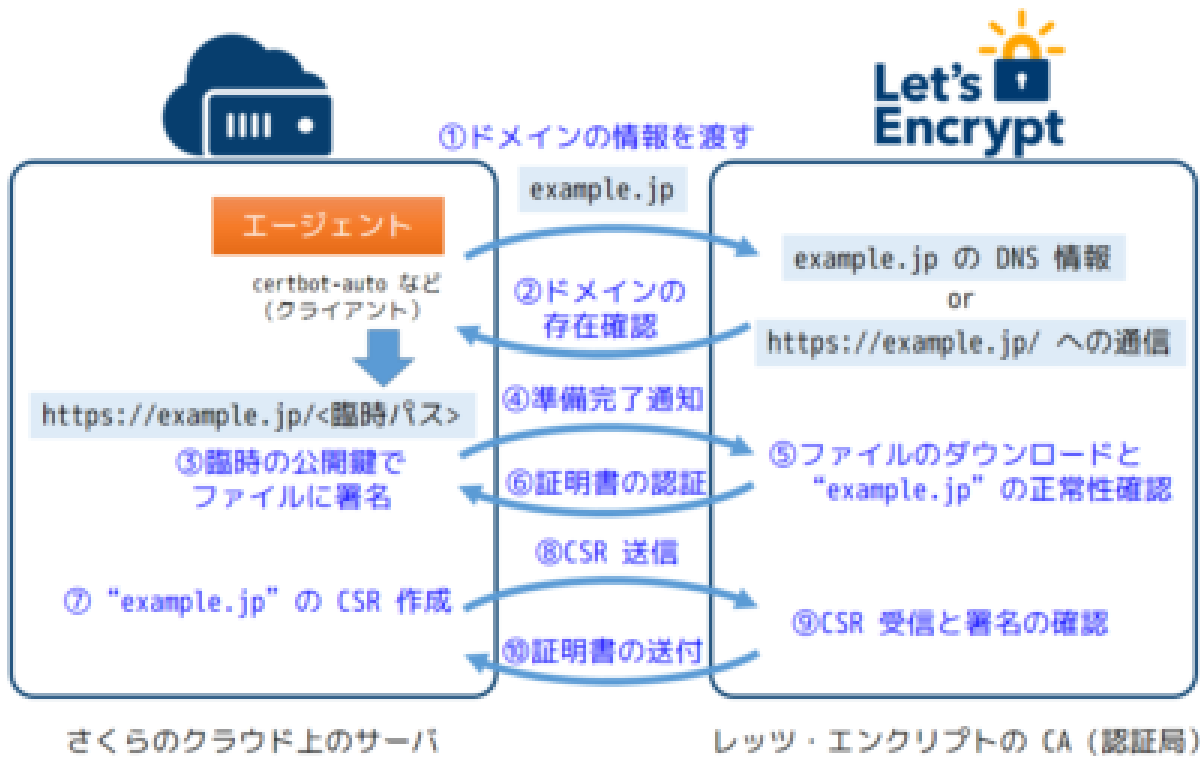 Let's
Encrypt
①ドメインの情報を渡す
example.jp
エージェント
certbot-auto など
(クライアント)
②ドメインの
存在確認
example.jp の DNS 情報
or
https://example.jp/ への通信
https://example.jp/<臨時パス>
③臨時の公開鍵で
ファイルに署名
④準備完了通知
⑤ファイルのダウンロードと
“example.jp” の正常性確認
⑥証明書の認証
⑦ “example.jp” の CSR 作成
⑧CSR 送信
⑨CSR 受信と署名の確認
⑩証明書の送付
さくらのクラウド上のサーバ
レッツ・エンクリプトの CA (認証局)